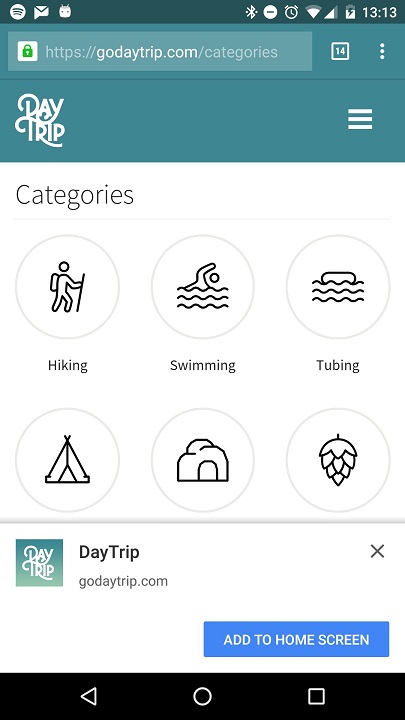 13:13
https://godaytrip.com/categories
14
DAY
TRIP
Categories
Hiking
Swimming
Tubing
DAY
TRIP
DayTrip
godaytrip.com
ADD TO HOME SCREEN